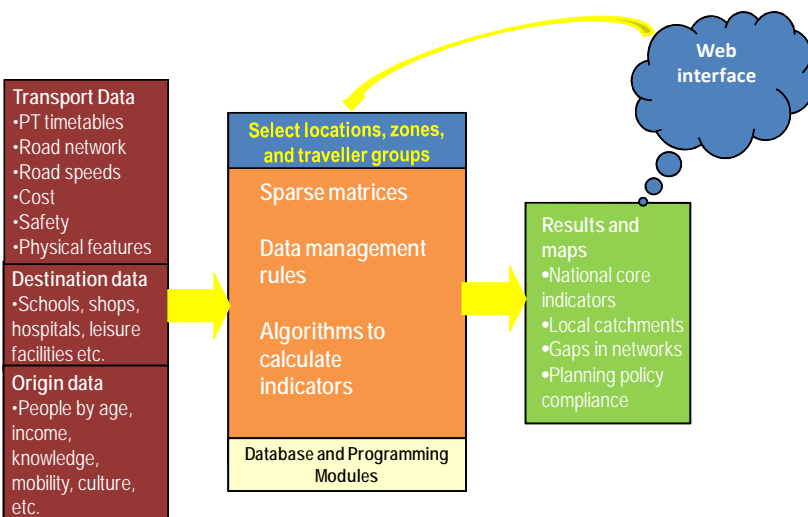 Web
interface
Transport Data
•PT timetables
•Road network
•Road speeds
•Cost
•Safety
•Physical features
Destination data
•Schools, shops,
hospitals, leisure
facilities etc.
Origin data
•People by age,
income,
knowledge,
mobility, culture,
etc.
Select locations, zones,
and traveller groups
Sparse matrices
Data management
rules
Algorithms to
calculate
indicators
Database and Programming
Modules
Results and
maps
•National core
indicators
•Local catchments
•Gaps in networks
•Planning policy
compliance